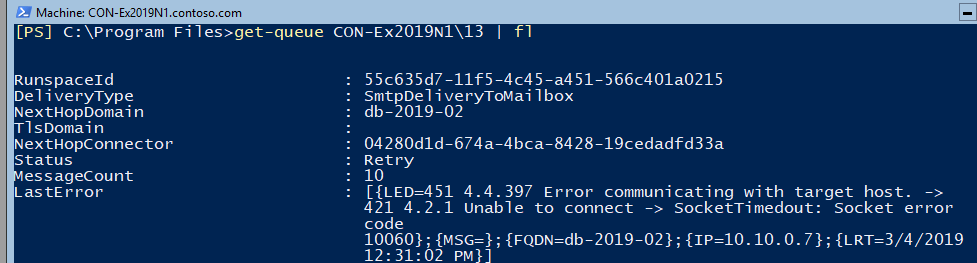 Machine: CON-Ex2019N1.contoso.com
[PS] C:\Program Files>get-queue CON-Ex2019N1\13 | fl
RunspaceId : 55c635d7-11f5-4c45-a451-566c401a0215
DeliveryType : SmtpDeliveryToMailbox
NextHopDomain : db-2019-02
TlsDomain :
NextHopConnector : 04280d1d-674a-4bca-8428-19cedadfd33a
Status : Retry
MessageCount : 10
LastError : [{LED=451 4.4.397 Error communicating with target host. ->
421 4.2.1 Unable to connect -> SocketTimedout: Socket error
code
10060};{MSG=};{FQDN=db-2019-02};{IP=10.10.0.7};{LRT=3/4/2019
12:31:02 PM}]